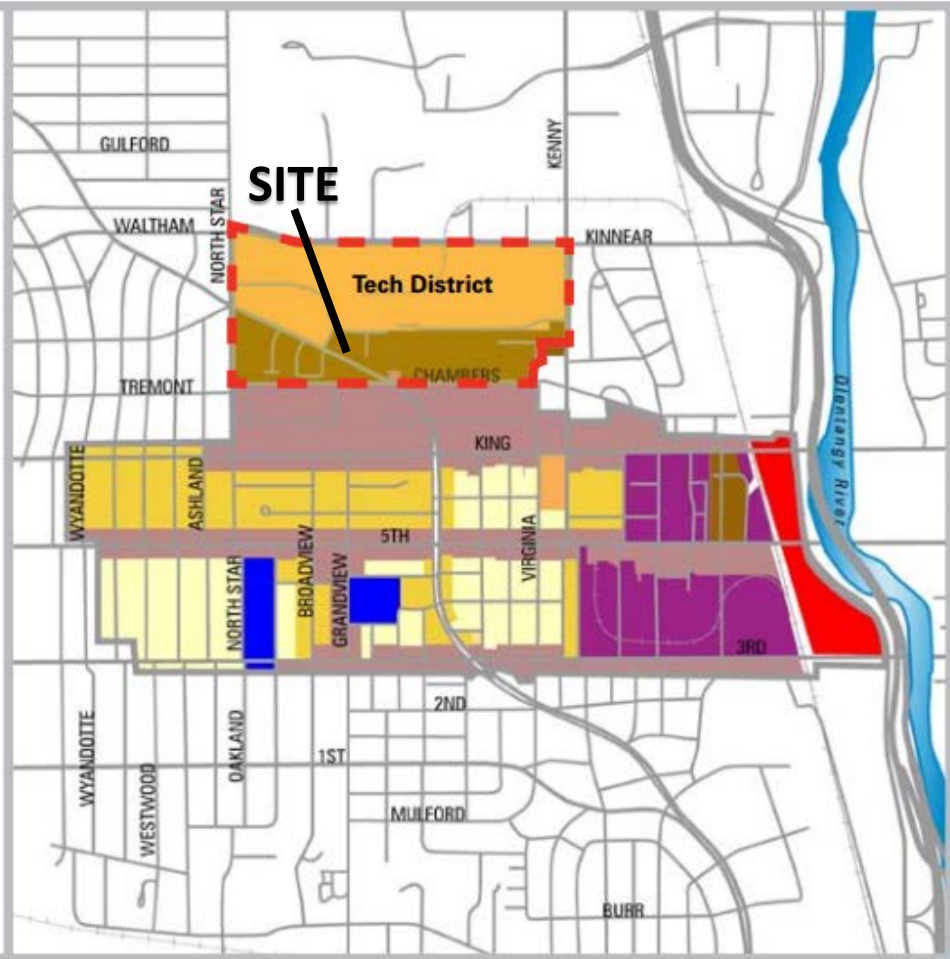 GULFORD
KENNY
SITE
NORTH STAR
WALTHAM
KINNEAR
Tech District
CHAMBERS
TREMONT
Olentangy River
KING
WYANDOTTE
ASHLAND
5TH
VIRGINIA
BROADVIEW
NORTH STAR
GRANDVIEW
3RD
2ND
WYANDOTTE
OAKLAND
1ST
WESTWOOD
MULFORD
BURR